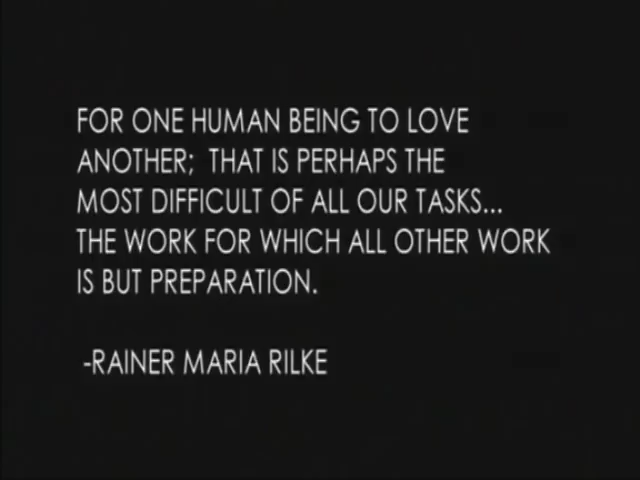 FOR ONE HUMAN BEING TO LOVE
ANOTHER;  THAT IS PERHAPS THE
MOST DIFFICULT OF ALL OUR TASKS...
THE WORK FOR WHICH ALL OTHER WORK
IS BUT PREPARATION.
-RAINER MARIA RILKE